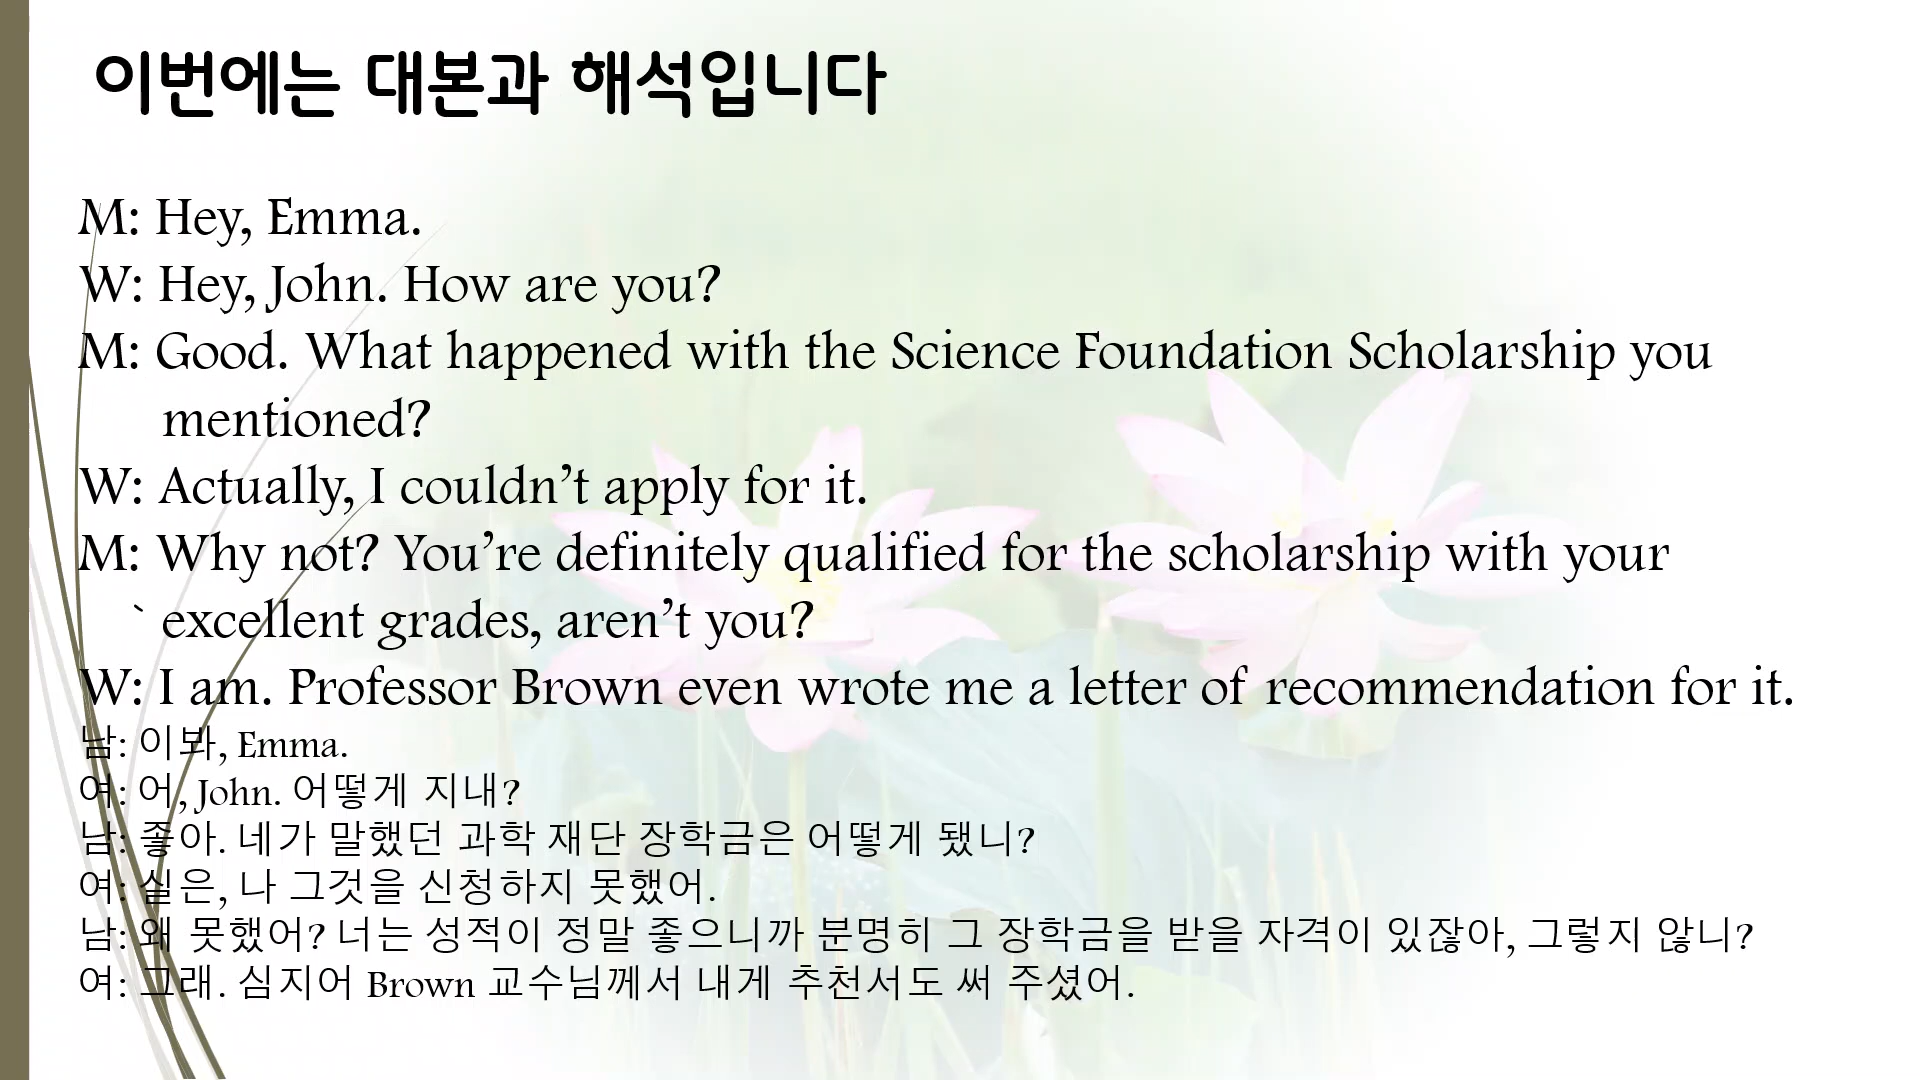 이번에는 대본과 해석입니다
M: Hey, Emma.
W: Hey, John. How are you?
M: Good. What happened with the Science Foundation Scholarship you
mentioned?
W: Actually, I couldn’t apply for it.
M: Why not? You’re definitely qualified for the scholarship with your
` excellent grades, aren’t you?
W: I am. Professor Brown even wrote me a letter of recommendation for it.
남: 이봐, Emma.
여: 어, John. 어떻게 지내?
남: 좋아. 네가 말했던 과학 재단 장학금은 어떻게 됐니?
여: 실은, 나 그것을 신청하지 못했어.
남: 왜 못했어? 너는 성적이 정말 좋으니까 분명히 그 장학금을 받을 자격이 있잖아, 그렇지 않니?
여: 그래. 심지어 Brown 교수님께서 내게 추천서도 써 주셨어.